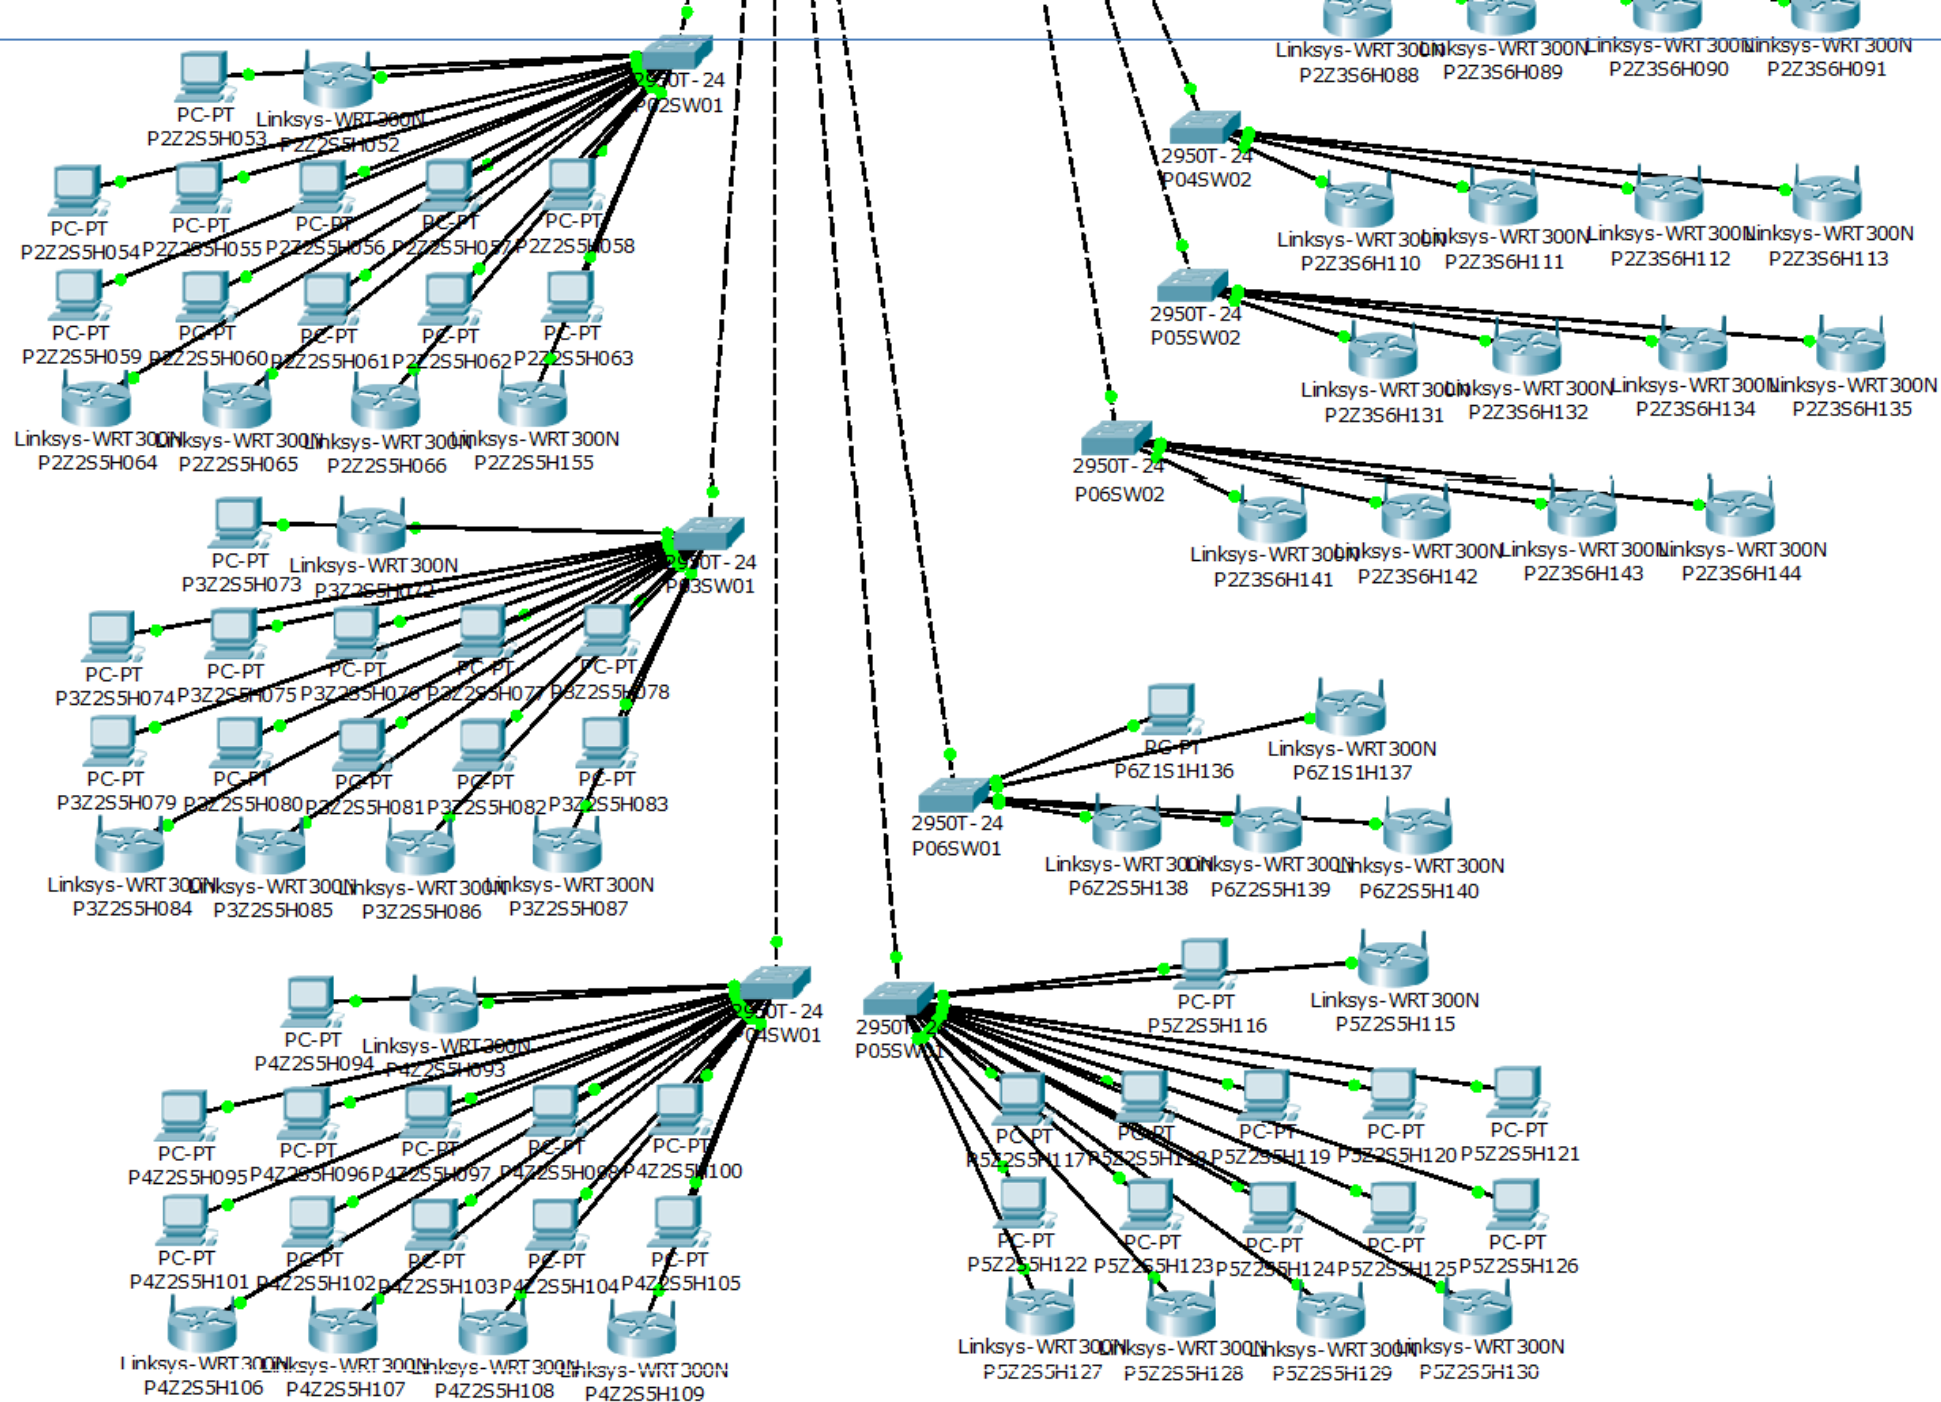 2950T-24
P02SW01
PC-PT
P2Z2S5H053
Linksys-WRT300N
P2Z2S5H052
PC-PT
P2Z2S5H054
PC-PT
P2Z2S5H055
PC-PT
P2Z2S5H056
PC-PT
P2Z2S5H057
PC-PT
P2Z2S5H058
PC-PT
P2Z2S5H059
PC-PT
P2Z2S5H060
PC-PT
P2Z2S5H061
PC-PT
P2Z2S5H062
PC-PT
P2Z2S5H063
Linksys-WRT300N
P2Z2S5H064
Linksys-WRT300N
P2Z2S5H065
Linksys-WRT300N
P2Z2S5H066
Linksys-WRT300N
P2Z2S5H155
2950T-24
P03SW01
PC-PT
P3Z2S5H073
Linksys-WRT300N
P3Z2S5H072
PC-PT
P3Z2S5H074
PC-PT
P3Z2S5H075
PC-PT
P3Z2S5H076
PC-PT
P3Z2S5H077
PC-PT
P3Z2S5H078
PC-PT
P3Z2S5H079
PC-PT
P3Z2S5H080
PC-PT
P3Z2S5H081
PC-PT
P3Z2S5H082
PC-PT
P3Z2S5H083
Linksys-WRT300N
P3Z2S5H084
Linksys-WRT300N
P3Z2S5H085
Linksys-WRT300N
P3Z2S5H086
Linksys-WRT300N
P3Z2S5H087
2950T-24
P04SW01
PC-PT
P4Z2S5H094
Linksys-WRT300N
P4Z2S5H093
PC-PT
P4Z2S5H095
PC-PT
P4Z2S5H096
PC-PT
P4Z2S5H097
PC-PT
P4Z2S5H098
PC-PT
P4Z2S5H100
PC-PT
P4Z2S5H101
PC-PT
P4Z2S5H102
PC-PT
P4Z2S5H103
PC-PT
P4Z2S5H104
PC-PT
P4Z2S5H105
Linksys-WRT300N
P4Z2S5H106
Linksys-WRT300N
P4Z2S5H107
Linksys-WRT300N
P4Z2S5H108
Linksys-WRT300N
P4Z2S5H109
Linksys-WRT300N
P2Z3S6H088
Linksys-WRT300N
P2Z3S6H089
Linksys-WRT300N
P2Z3S6H090
Linksys-WRT300N
P2Z3S6H091
2950T-24
P04SW02
Linksys-WRT300N
P2Z3S6H110
Linksys-WRT300N
P2Z3S6H111
Linksys-WRT300N
P2Z3S6H112
Linksys-WRT300N
P2Z3S6H113
2950T-24
P05SW02
Linksys-WRT300N
P2Z3S6H131
Linksys-WRT300N
P2Z3S6H132
Linksys-WRT300N
P2Z3S6H134
Linksys-WRT300N
P2Z3S6H135
2950T-24
P06SW02
Linksys-WRT300N
P2Z3S6H141
Linksys-WRT300N
P2Z3S6H142
Linksys-WRT300N
P2Z3S6H143
Linksys-WRT300N
P2Z3S6H144
2950T-24
P06SW01
PC-PT
P6Z1S1H136
Linksys-WRT300N
P6Z1S1H137
Linksys-WRT300N
P6Z2S5H138
Linksys-WRT300N
P6Z2S5H139
Linksys-WRT300N
P6Z2S5H140
2950T-24
P05SW01
PC-PT
P5Z2S5H116
Linksys-WRT300N
P5Z2S5H115
PC-PT
P5Z2S5H117
PC-PT
P5Z2S5H118
PC-PT
P5Z2S5H119
PC-PT
P5Z2S5H120
PC-PT
P5Z2S5H121
PC-PT
P5Z2S5H122
PC-PT
P5Z2S5H123
PC-PT
P5Z2S5H124
PC-PT
P5Z2S5H125
PC-PT
P5Z2S5H126
Linksys-WRT300N
P5Z2S5H127
Linksys-WRT300N
P5Z2S5H128
Linksys-WRT300N
P5Z2S5H129
Linksys-WRT300N
P5Z2S5H130